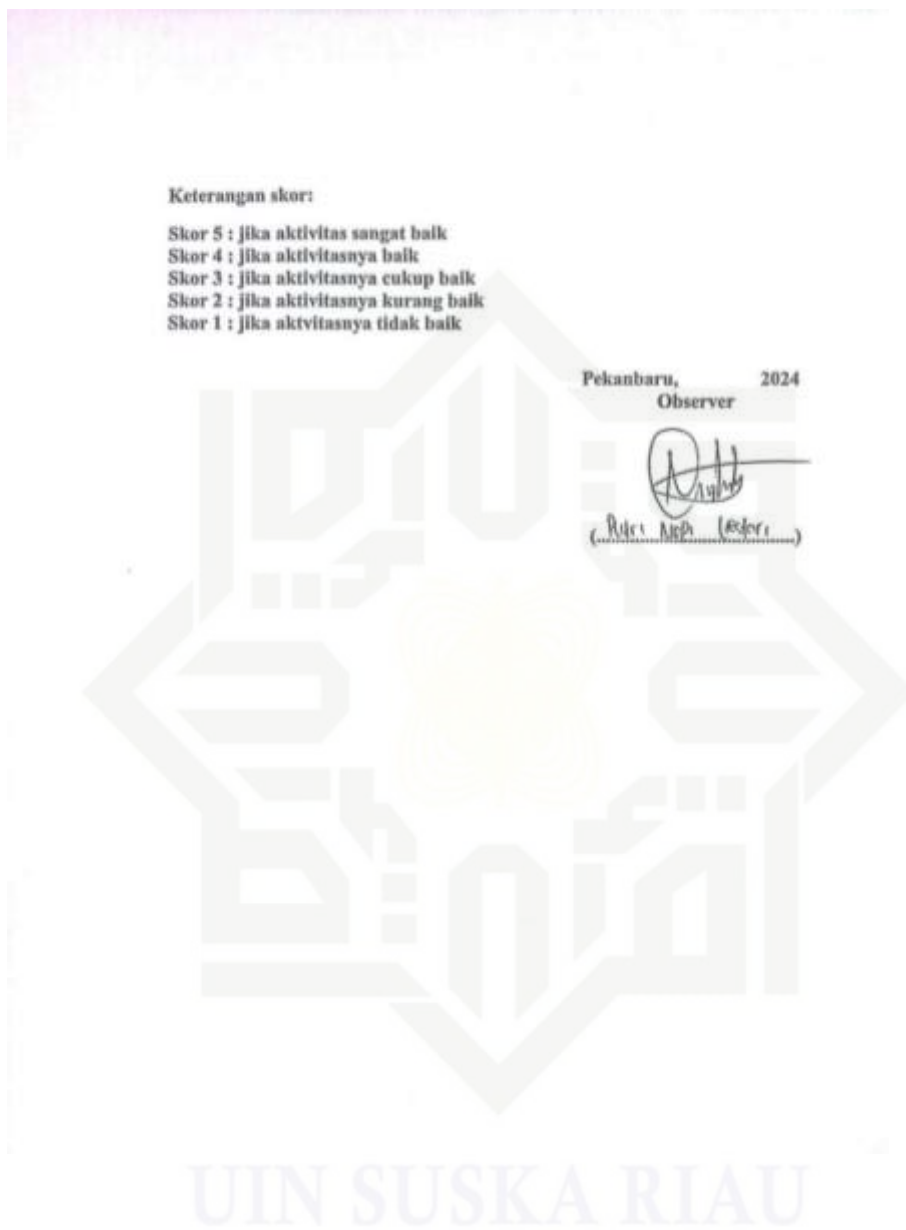 Keterangan skor:
Skor 5 : jika aktivitas sangat baik
Skor 4 : jika aktivitasnya baik
Skor 3 : jika aktivitasnya cukup baik
Skor 2 : jika aktivitasnya kurang baik
Skor 1 : jika aktvitasnya tidak baik
Pekanbaru, 2024
Observer
(..............................)
UIN SUSKA RIAU